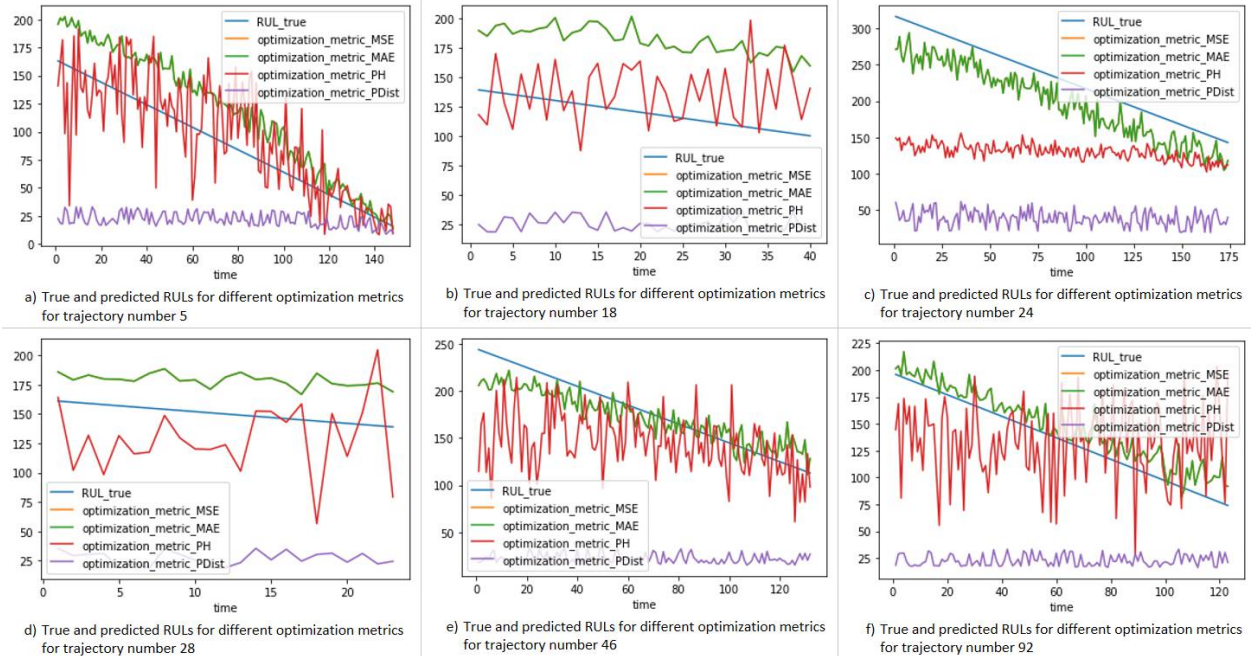 200
175
150
125
100
75
50
25
0
RUL_true
optimization_metric_MSE
optimization_metric_MAE
optimization_metric_PH
optimization_metric_PDist
0 20 40 60 80 100 120 140
time
a) True and predicted RULs for different optimization metrics
for trajectory number 5
200
175
150
125
100
75
50
25
RUL_true
optimization_metric_MSE
optimization_metric_MAE
optimization_metric_PH
optimization_metric_PDist
0 5 10 15 20 25 30 35 40
time
b) True and predicted RULs for different optimization metrics
for trajectory number 18
300
250
200
150
100
50
RUL_true
optimization_metric_MSE
optimization_metric_MAE
optimization_metric_PH
optimization_metric_PDist
0 25 50 75 100 125 150 175
time
c) True and predicted RULs for different optimization metrics
for trajectory number 24
200
175
150
125
100
75
50
25
RUL_true
optimization_metric_MSE
optimization_metric_MAE
optimization_metric_PH
optimization_metric_PDist
5 10 15 20
time
d) True and predicted RULs for different optimization metrics
for trajectory number 28
250
200
150
100
50
RUL_true
optimization_metric_MSE
optimization_metric_MAE
optimization_metric_PH
optimization_metric_PDist
0 20 40 60 80 100 120
time
e) True and predicted RULs for different optimization metrics
for trajectory number 46
225
200
175
150
125
100
75
50
25
RUL_true
optimization_metric_MSE
optimization_metric_MAE
optimization_metric_PH
optimization_metric_PDist
0 20 40 60 80 100 120
time
f) True and predicted RULs for different optimization metrics
for trajectory number 92